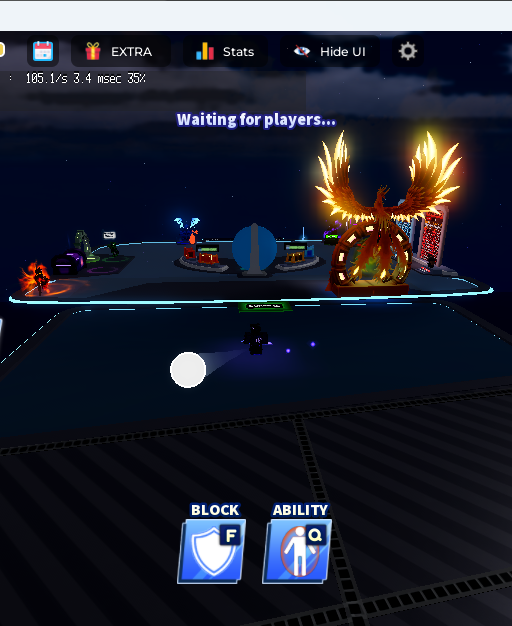 EXTRA
Stats
Hide UI
: 105.1/s 3.4 msec 35%
Waiting for players...
BLOCK
ABILITY
F
Q